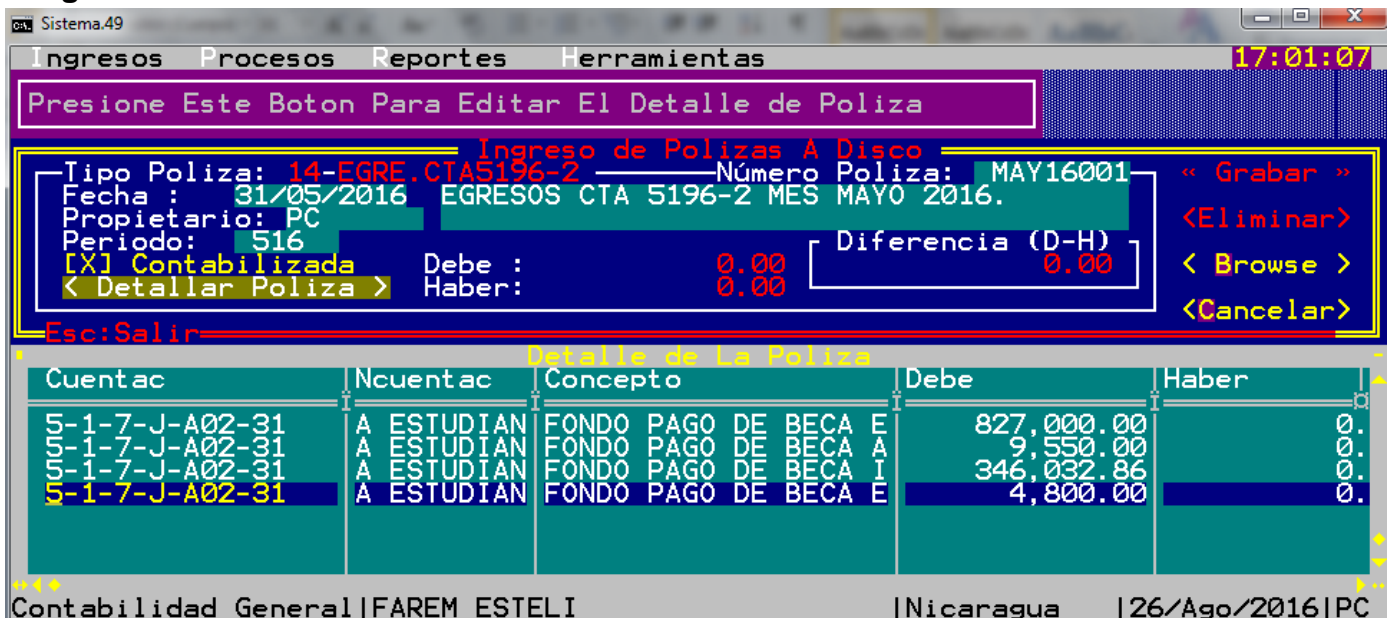 Sistema.49
Ingresos Procesos Reportes Herramientas 17:01:07
Presione Este Boton Para Editar El Detalle de Poliza
Ingreso de Polizas A Disco
Tipo Poliza: 14-EGRE.CTA5196-2 Número Poliza: MAY16001 « Grabar »
Fecha : 31/05/2016 EGRESOS CTA 5196-2 MES MAYO 2016.
Propietario: PC <Eliminar>
Periodo: 516 Diferencia (D-H)
[X] Contabilizada Debe : 0.00 0.00 < Browse >
< Detallar Poliza > Haber: 0.00
<Cancelar>
Esc:Salir
Detalle de La Poliza
Cuentac Ncuentac Concepto Debe Haber
5-1-7-J-A02-31 A ESTUDIAN FONDO PAGO DE BECA E 827,000.00 0.
5-1-7-J-A02-31 A ESTUDIAN FONDO PAGO DE BECA A 9,550.00 0.
5-1-7-J-A02-31 A ESTUDIAN FONDO PAGO DE BECA I 346,032.86 0.
5-1-7-J-A02-31 A ESTUDIAN FONDO PAGO DE BECA E 4,800.00 0.
Contabilidad General|FAREM ESTELI |Nicaragua |26/Ago/2016|PC